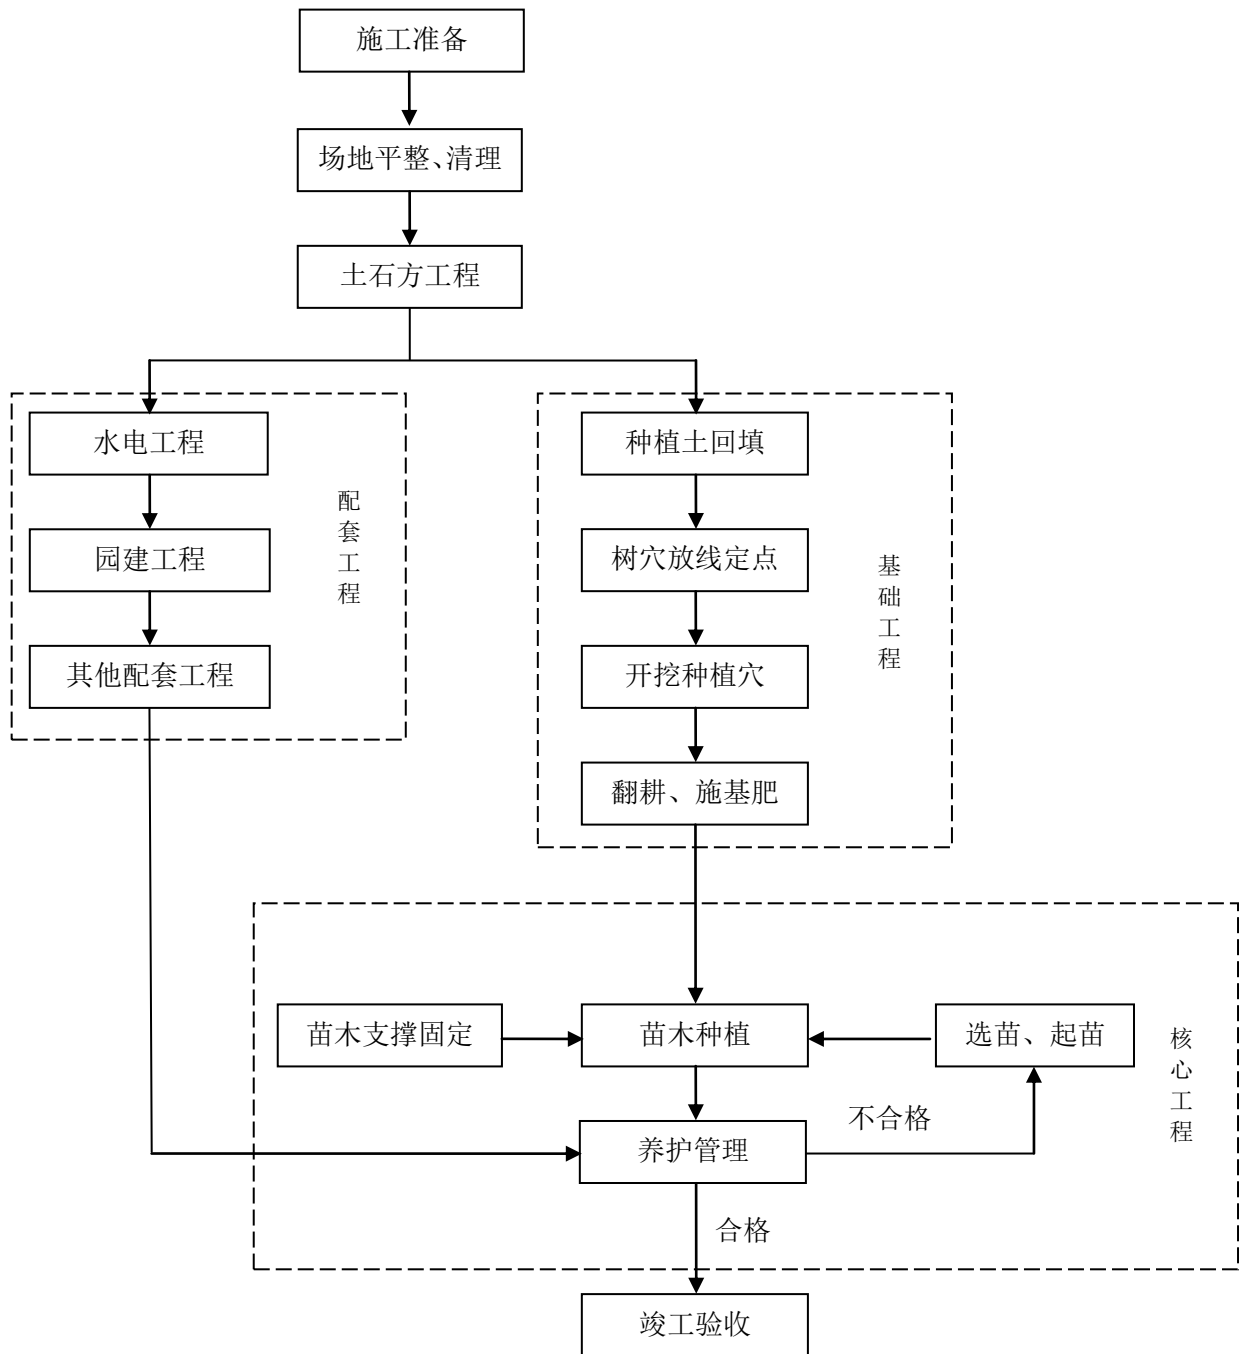 施工准备
场地平整、清理
土石方工程
水电工程
园建工程
其他配套工程
配套工程
种植土回填
树穴放线定点
开挖种植穴
翻耕、施基肥
基础工程
苗木支撑固定
苗木种植
选苗、起苗
养护管理
不合格
合格
核心工程
竣工验收